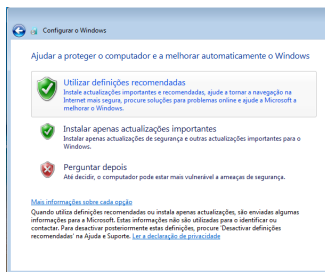 Configurar o Windows
Ajudar a proteger o computador e a melhorar automaticamente o Windows
Utilizar definições recomendadas
Instale actualizações importantes e recomendadas, ajude a tornar a navegação na
Internet mais segura, procure soluções para problemas online e ajude a Microsoft a
melhorar o Windows.
Instalar apenas actualizações importantes
Instalar apenas actualizações de segurança e outras actualizações importantes para o
Windows.
Perguntar depois
Até decidir, o computador pode estar mais vulnerável a ameaças de segurança.
Mais informações sobre cada opção
Quando utiliza definições recomendadas ou instala apenas actualizações, são enviadas algumas
informações para a Microsoft. Estas informações não são utilizadas para o identificar ou
contactar. Para desactivar posteriormente estas definições, procure 'Desactivar definições
recomendadas' na Ajuda e Suporte. Ler a declaração de privacidade